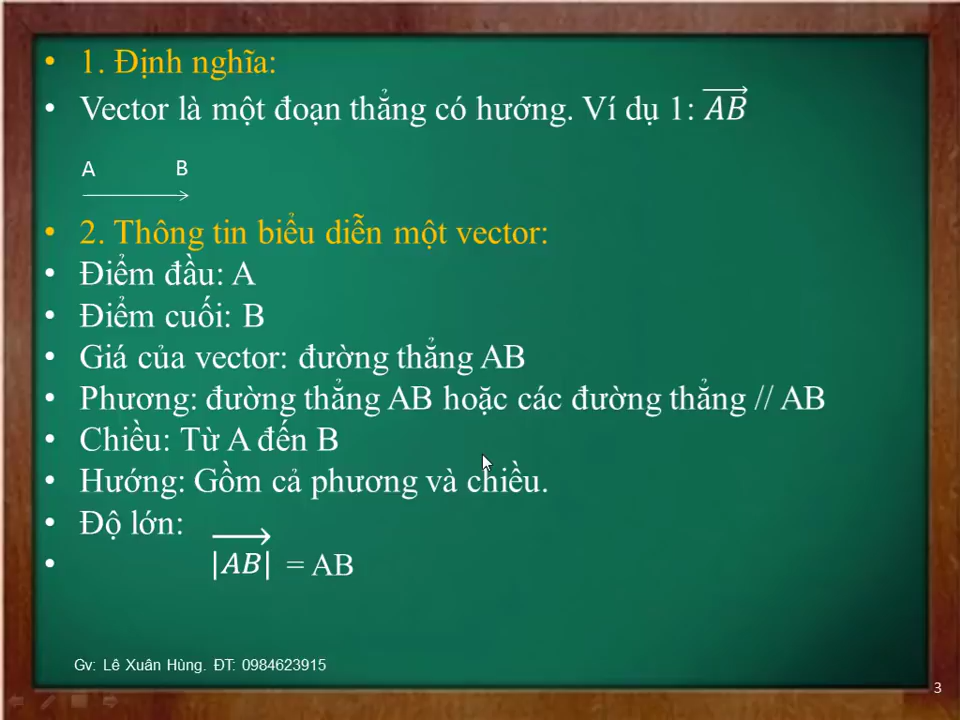 • 1. Định nghĩa:
• Vector là một đoạn thẳng có hướng. Ví dụ 1: $\overrightarrow{AB}$
A B
• 2. Thông tin biểu diễn một vector:
• Điểm đầu: A
• Điểm cuối: B
• Giá của vector: đường thẳng AB
• Phương: đường thẳng AB hoặc các đường thẳng // AB
• Chiều: Từ A đến B
• Hướng: Gồm cả phương và chiều.
• Độ lớn:
• $|\overrightarrow{AB}|$ = AB
Gv: Lê Xuân Hùng. ĐT: 0984623915
3